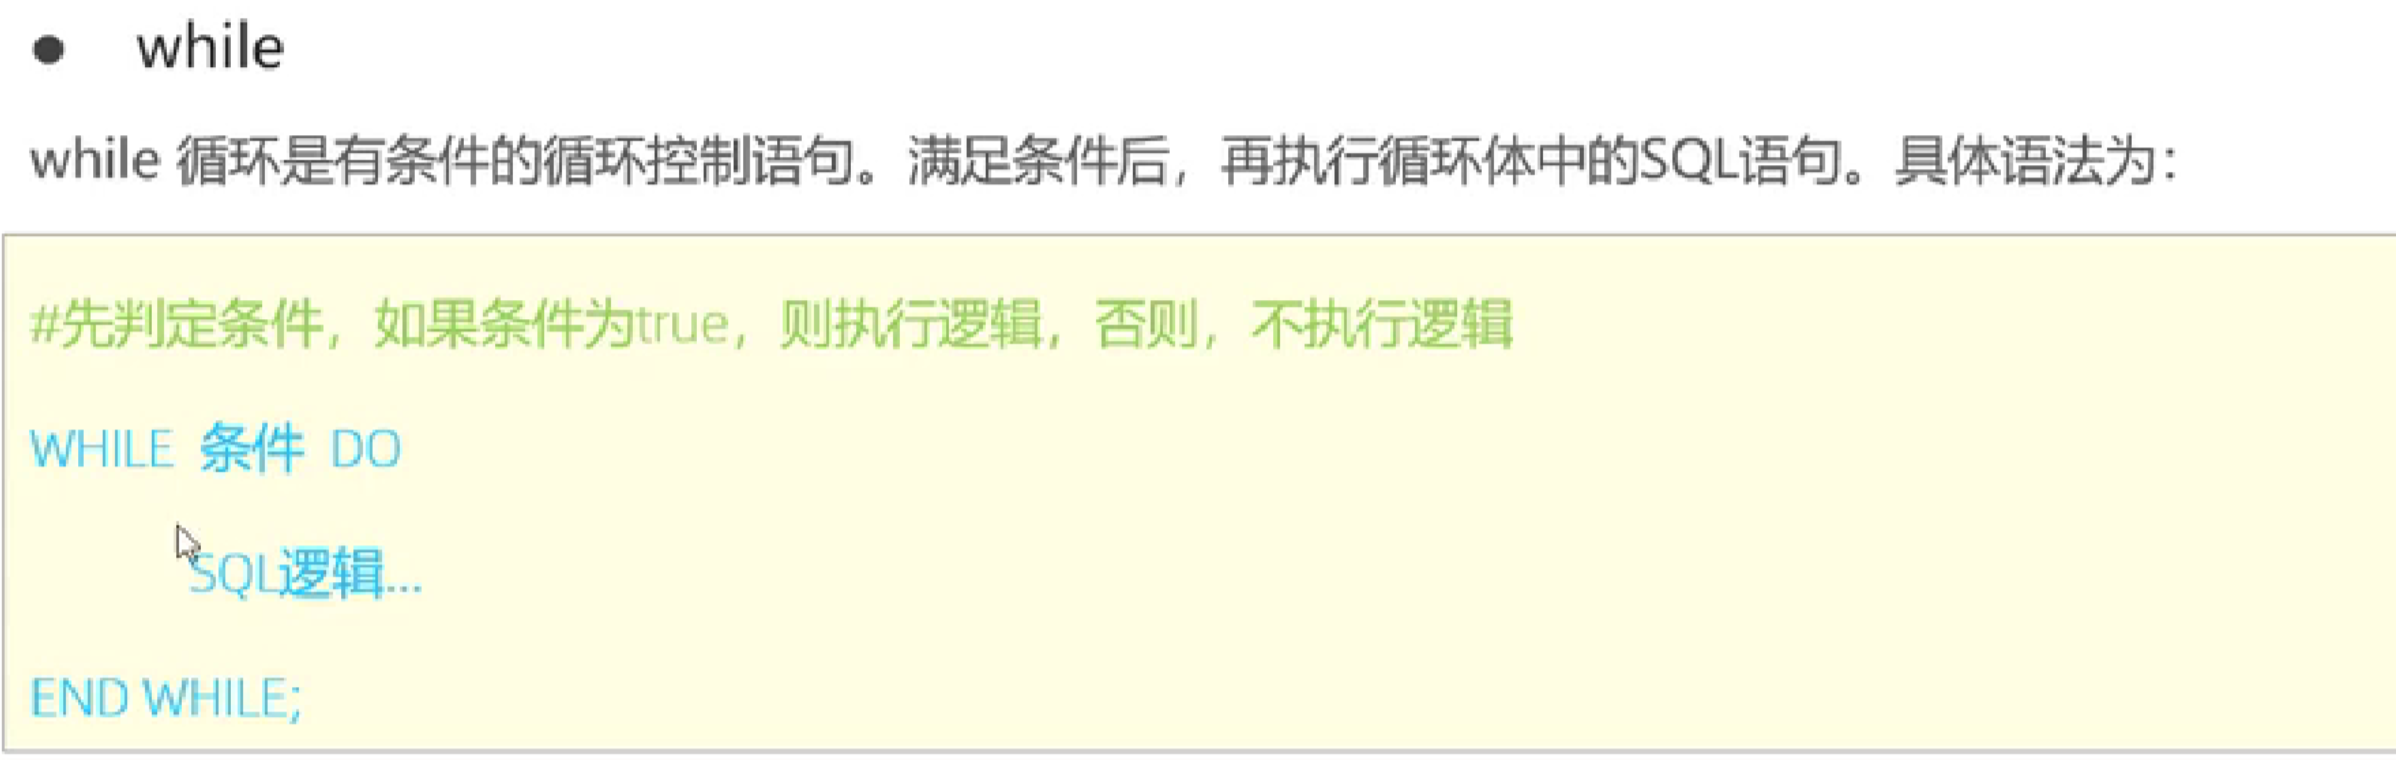 ● while
while 循环是有条件的循环控制语句。满足条件后，再执行循环体中的SQL语句。具体语法为：
#先判定条件，如果条件为true，则执行逻辑，否则，不执行逻辑
WHILE 条件 DO
SQL逻辑...
END WHILE;